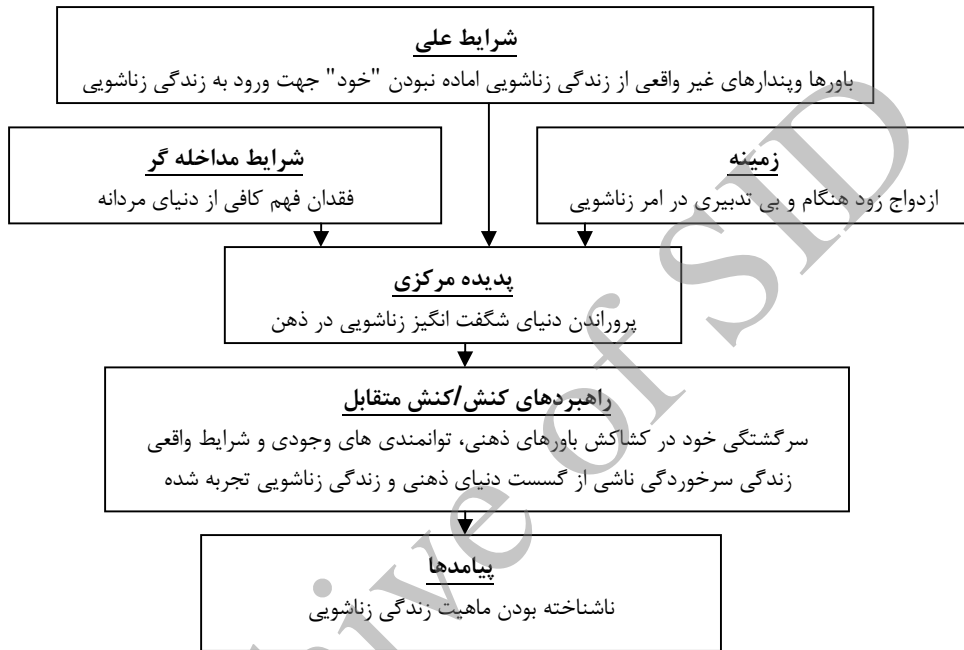 شرایط علی
باورها وپندارهای غیر واقعی از زندگی زناشویی اماده نبودن "خود" جهت ورود به زندگی زناشویی
زمینه
ازدواج زود هنگام و بی تدبیری در امر زناشویی
شرایط مداخله گر
فقدان فهم کافی از دنیای مردانه
پدیده مرکزی
پروراندن دنیای شگفت انگیز زناشویی در ذهن
راهبردهای کنش/کنش متقابل
سرگشتگی خود در کشاکش باورهای ذهنی، توانمندی های وجودی و شرایط واقعی
زندگی سرخوردگی ناشی از گسست دنیای ذهنی و زندگی زناشویی تجربه شده
پیامدها
ناشناخته بودن ماهیت زندگی زناشویی
hive of SID